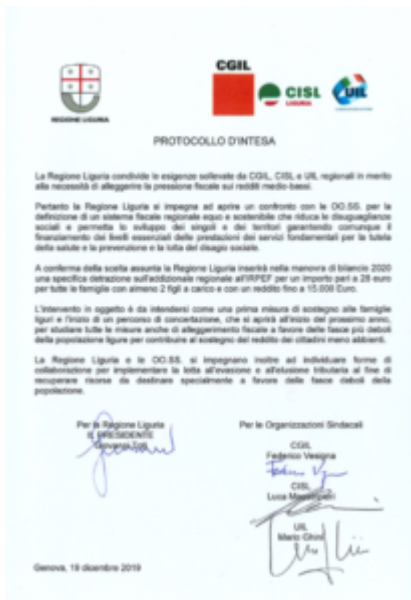 REGIONE LIGURIA
CGIL
CISL
LIGURIA
UIL
PROTOCOLLO D'INTESA
La Regione Liguria condivide le esigenze sollevate da CGIL, CISL e UIL regionali in merito
alla necessità di alleggerire la pressione fiscale sui redditi medio-bassi.
Pertanto la Regione Liguria si impegna ad aprire un confronto con le OO.SS. per la
definizione di un sistema fiscale regionale equo e sostenibile che riduca le disuguaglianze
sociali e permetta lo sviluppo dei singoli e dei territori garantendo comunque il
finanziamento dei livelli essenziali delle prestazioni dei servizi fondamentali per la tutela
della salute e la prevenzione e la lotta del disagio sociale.
A conferma della scelta assunta la Regione Liguria inserirà nella manovra di bilancio 2020
una specifica detrazione sull'addizionale regionale all'IRPEF per un importo pari a 28 euro
per tutte le famiglie con almeno 2 figli a carico e con un reddito fino a 15.000 Euro.
L'intervento in oggetto è da intendersi come una prima misura di sostegno alle famiglie
liguri e l'inizio di un percorso di concertazione, che si aprirà all'inizio del prossimo anno,
per studiare tutte le misure anche di alleggerimento fiscale a favore delle fasce più deboli
della popolazione ligure per contribuire al sostegno del reddito dei cittadini meno abbienti.
La Regione Liguria e le OO.SS. si impegnano inoltre ad individuare forme di
collaborazione per implementare la lotta all'evasione e all'elusione tributaria al fine di
recuperare risorse da destinare specialmente a favore delle fasce deboli della
popolazione.
Per la Regione Liguria
IL PRESIDENTE
Giovanni Toti
Per le Organizzazioni Sindacali
CGIL
Federico Vesigna
CISL
Luca
UIL
Mario Ghini
Genova, 19 dicembre 2019